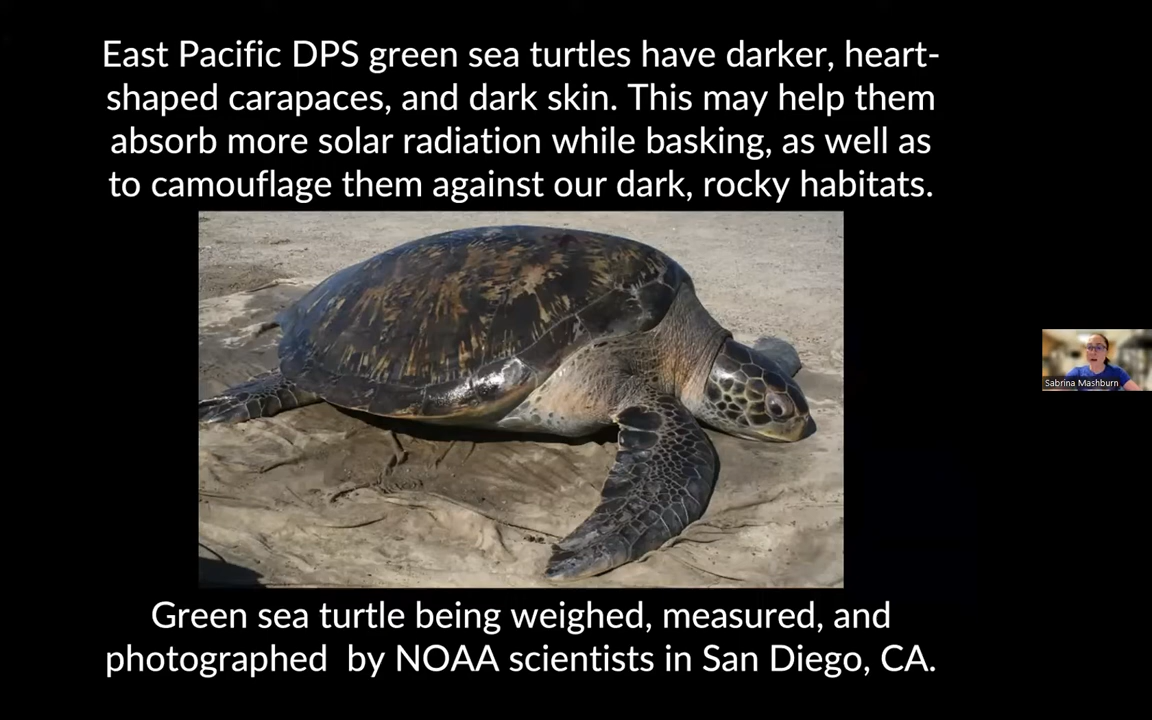 East Pacific DPS green sea turtles have darker, heart-
shaped carapaces, and dark skin. This may help them
absorb more solar radiation while basking, as well as
to camouflage them against our dark, rocky habitats.
Sabrina Mashburn
Green sea turtle being weighed, measured, and
photographed  by NOAA scientists in San Diego, CA.